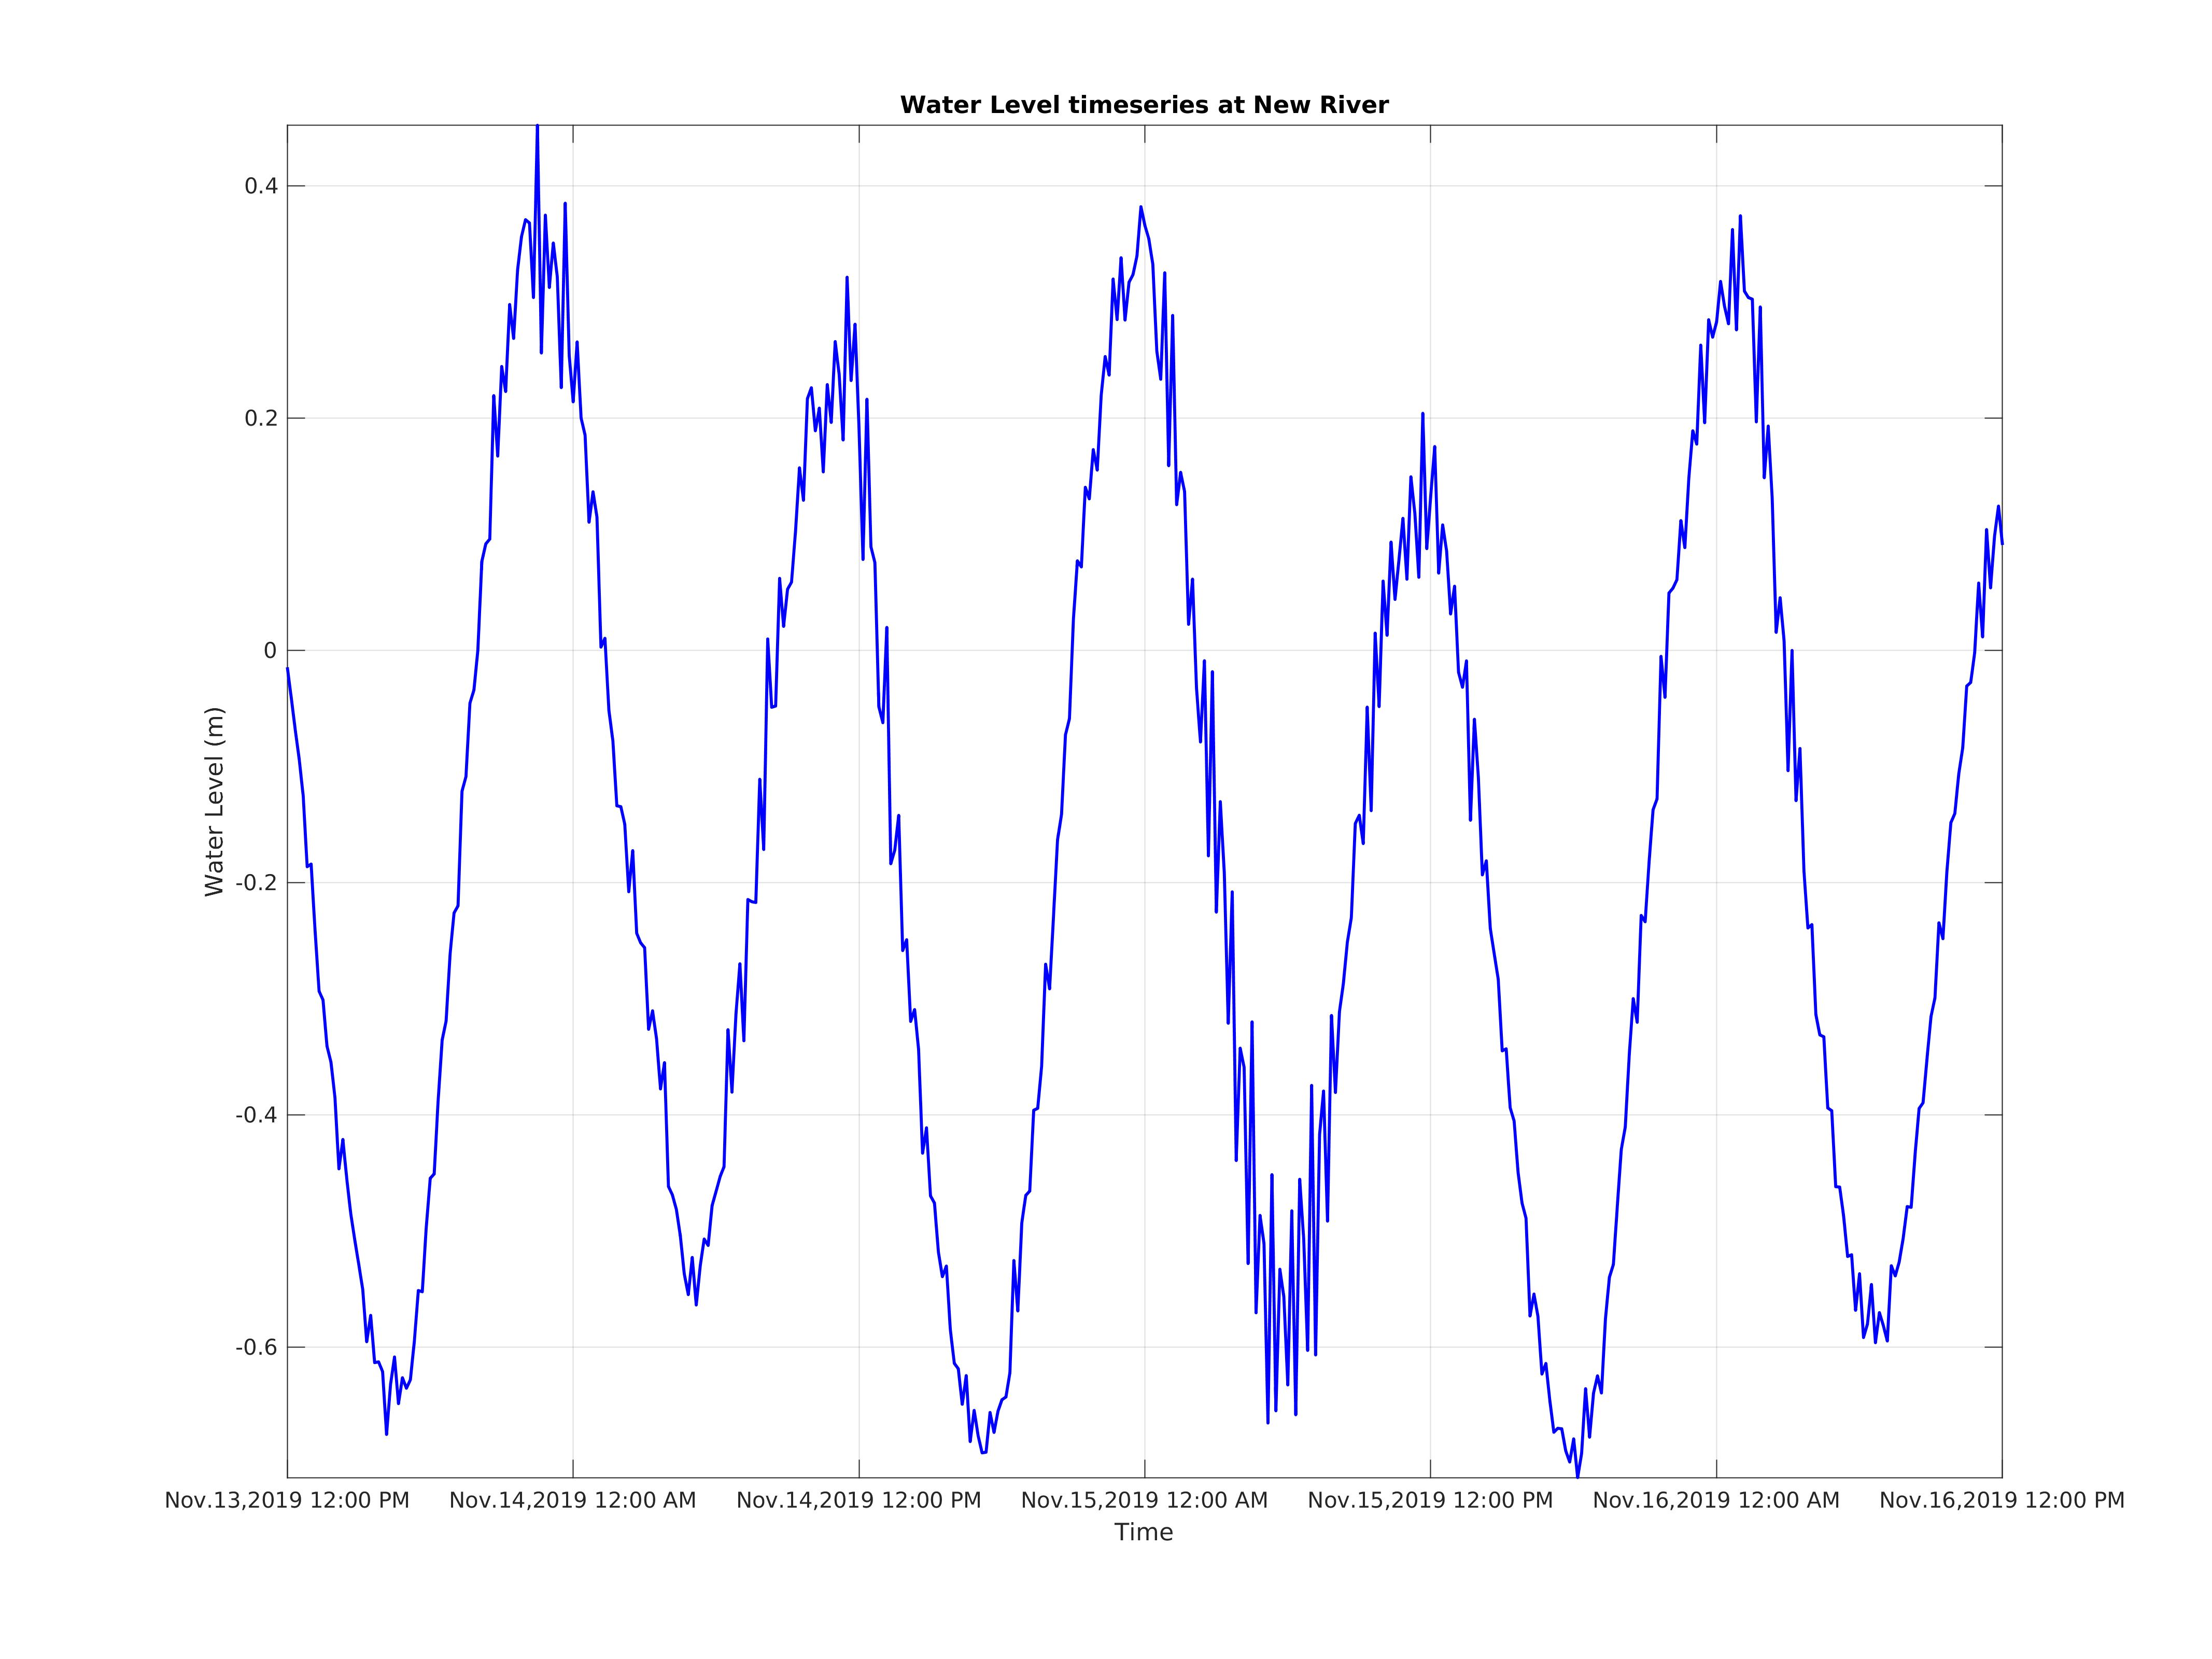 Water Level timeseries at New River
0.4
0.2
0
-0.2
-0.4
-0.6
Water Level (m)
Nov.13,2019 12:00 PM Nov.14,2019 12:00 AM Nov.14,2019 12:00 PM Nov.15,2019 12:00 AM Nov.15,2019 12:00 PM Nov.16,2019 12:00 AM Nov.16,2019 12:00 PM
Time